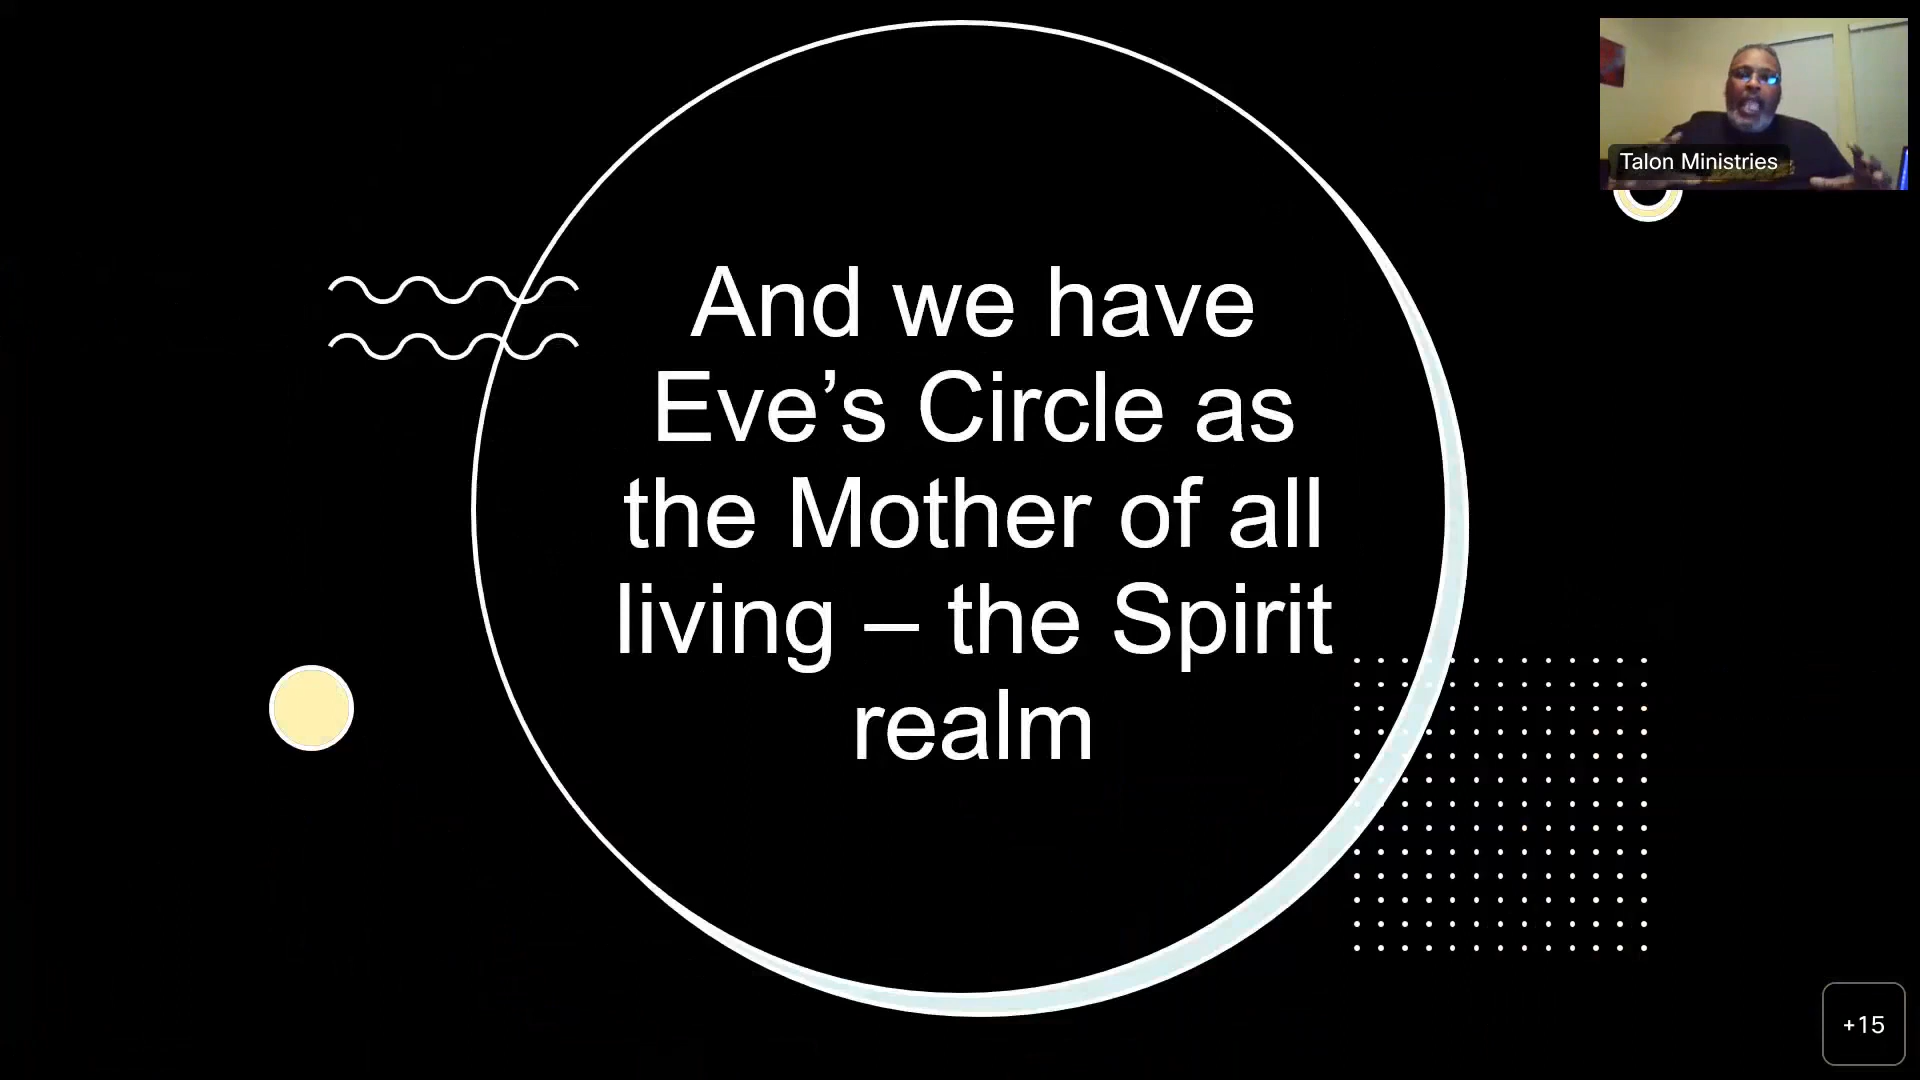 And we have
Eve’s Circle as
the Mother of all
living – the Spirit
realm
Talon Ministries
+15